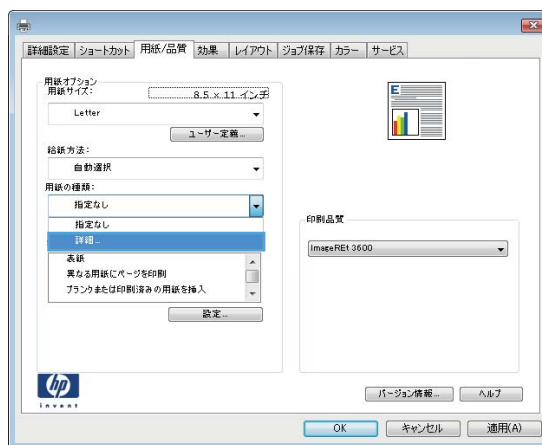 詳細設定 ショートカット 用紙/品質 効果 レイアウト ジョブ保存 カラー サービス
用紙オプション
用紙サイズ:
8.5 × 11 インチ
Letter
ユーザー定義...
給紙方法:
自動選択
用紙の種類:
指定なし
指定なし
詳細...
表紙
異なる用紙にページを印刷
ブランクまたは印刷済みの用紙を挿入
設定...
E
印刷品質
ImageREt 3600
hp
invent
バージョン情報... ヘルプ
OK キャンセル 適用(A)